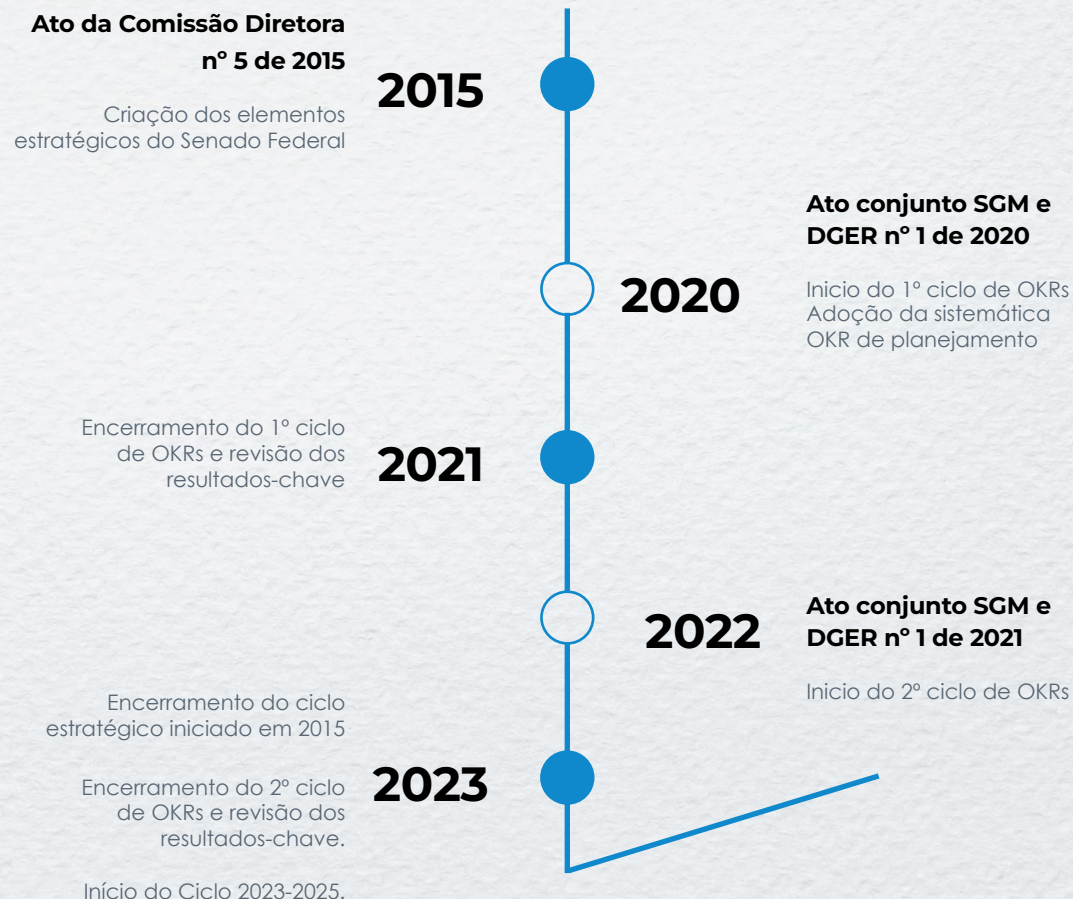 Ato da Comissão Diretora
nº 5 de 2015
Criação dos elementos
estratégicos do Senado Federal
2015
Ato conjunto SGM e
DGER nº 1 de 2020
2020
Inicio do 1º ciclo de OKRs
Adoção da sistemática
OKR de planejamento
Encerramento do 1º ciclo
de OKRs e revisão dos
resultados-chave
2021
Ato conjunto SGM e
DGER nº 1 de 2021
2022
Inicio do 2º ciclo de OKRs
Encerramento do ciclo
estratégico iniciado em 2015
2023
Encerramento do 2º ciclo
de OKRs e revisão dos
resultados-chave.
Início do Ciclo 2023-2025.